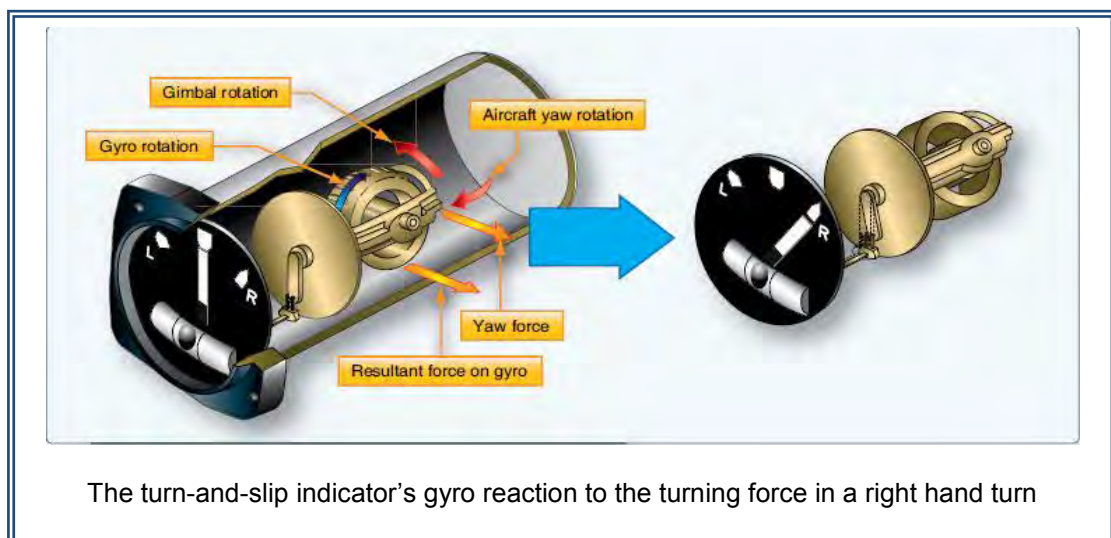 Gimbal rotation
Aircraft yaw rotation
Gyro rotation
L
R
L
R
Yaw force
Resultant force on gyro
The turn-and-slip indicator’s gyro reaction to the turning force in a right hand turn